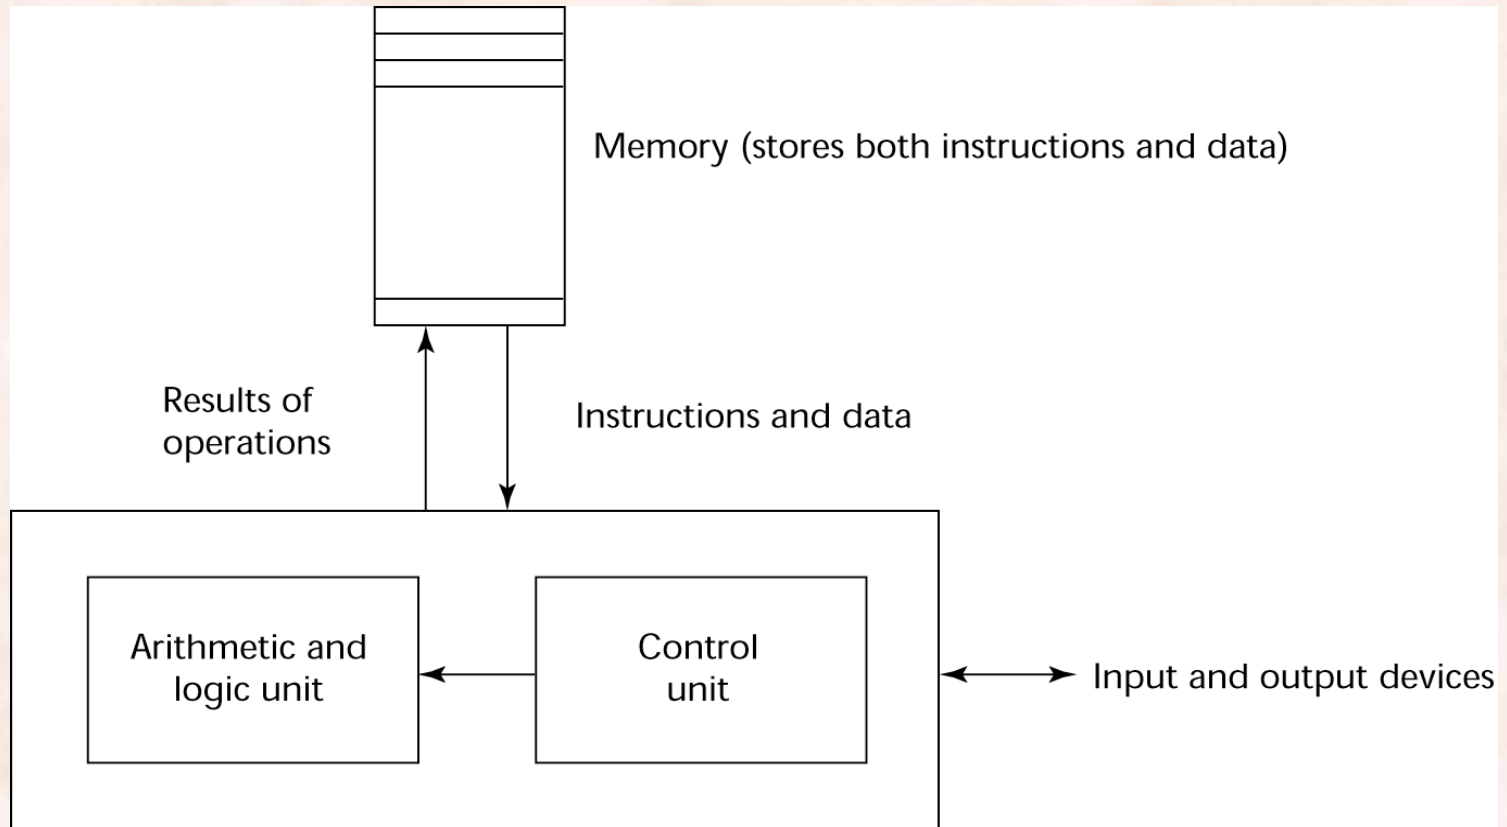 Memory (stores both instructions and data)
Results of
operations
Instructions and data
Arithmetic and
logic unit
Control
unit
Input and output devices